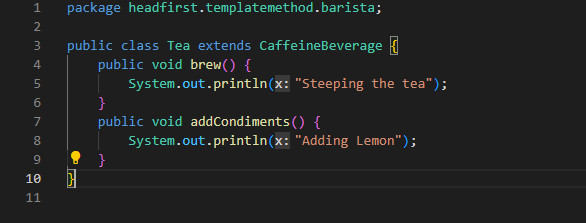 1 package headfirst.templatemethod.barista;
2
3 public class Tea extends CaffeineBeverage {
4 public void brew() {
5 System.out.println(x: "Steeping the tea");
6 }
7 public void addCondiments() {
8 System.out.println(x: "Adding Lemon");
9 }
10 }
11